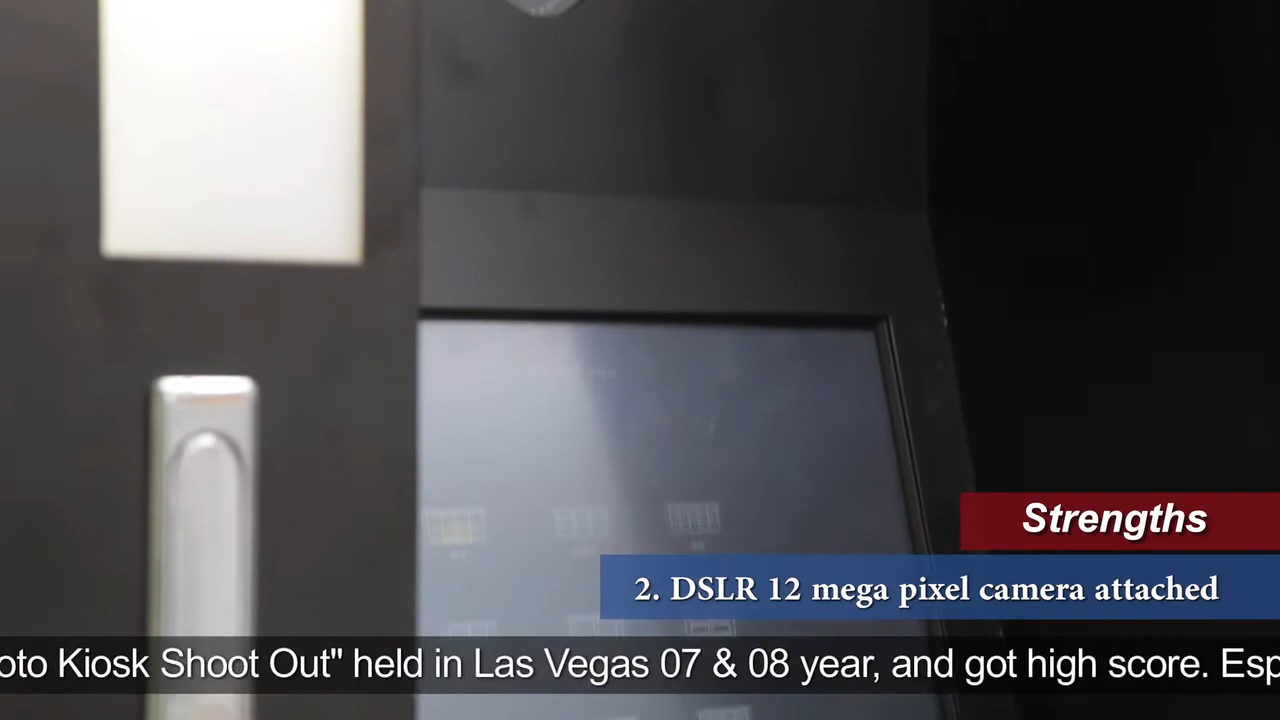 Strengths
2. DSLR 12 mega pixel camera attached
oto Kiosk Shoot Out" held in Las Vegas 07 & 08 year, and got high score. Esp